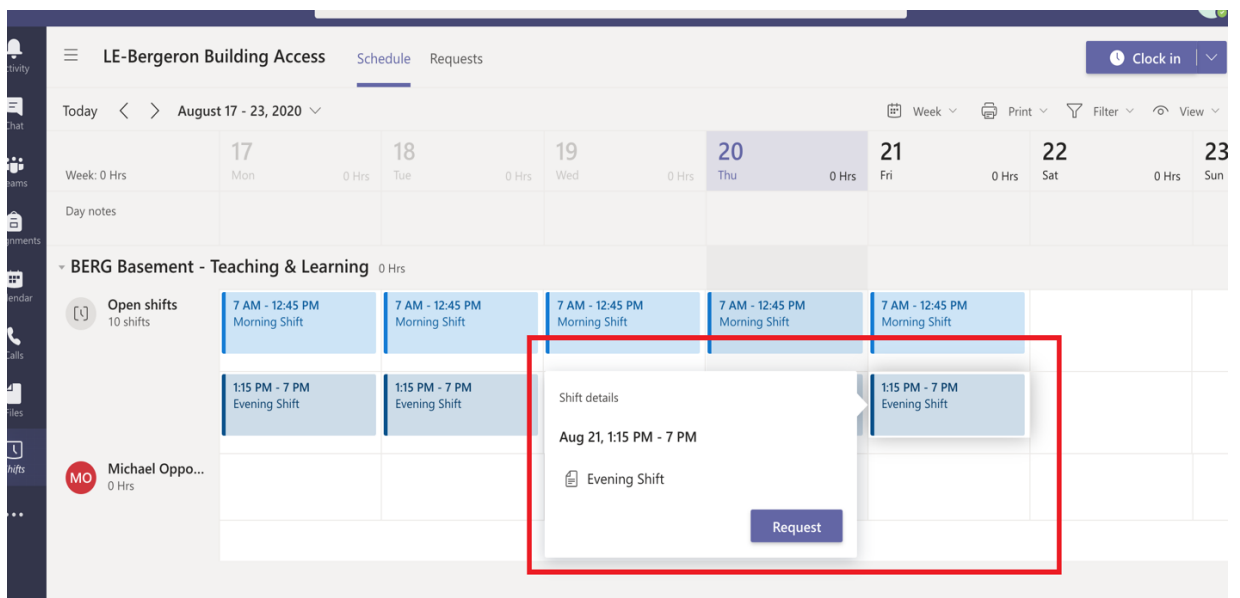 LE-Bergeron Building Access Schedule Requests Clock in
Today August 17 - 23, 2020 Week Print Filter View
17 18 19 20 21 22 23
Week: 0 Hrs Mon 0 Hrs Tue 0 Hrs Wed 0 Hrs Thu 0 Hrs Fri 0 Hrs Sat 0 Hrs Sun
Day notes
BERG Basement - Teaching & Learning 0 Hrs
Open shifts
10 shifts
7 AM - 12:45 PM 7 AM - 12:45 PM 7 AM - 12:45 PM 7 AM - 12:45 PM 7 AM - 12:45 PM
Morning Shift Morning Shift Morning Shift Morning Shift Morning Shift
1:15 PM - 7 PM 1:15 PM - 7 PM 1:15 PM - 7 PM
Evening Shift Evening Shift Evening Shift
Shift details
Aug 21, 1:15 PM - 7 PM
Evening Shift
Request
MO
Michael Oppo...
0 Hrs
ctivity
Chat
eams
gnments
lendar
Calls
Files
hifts